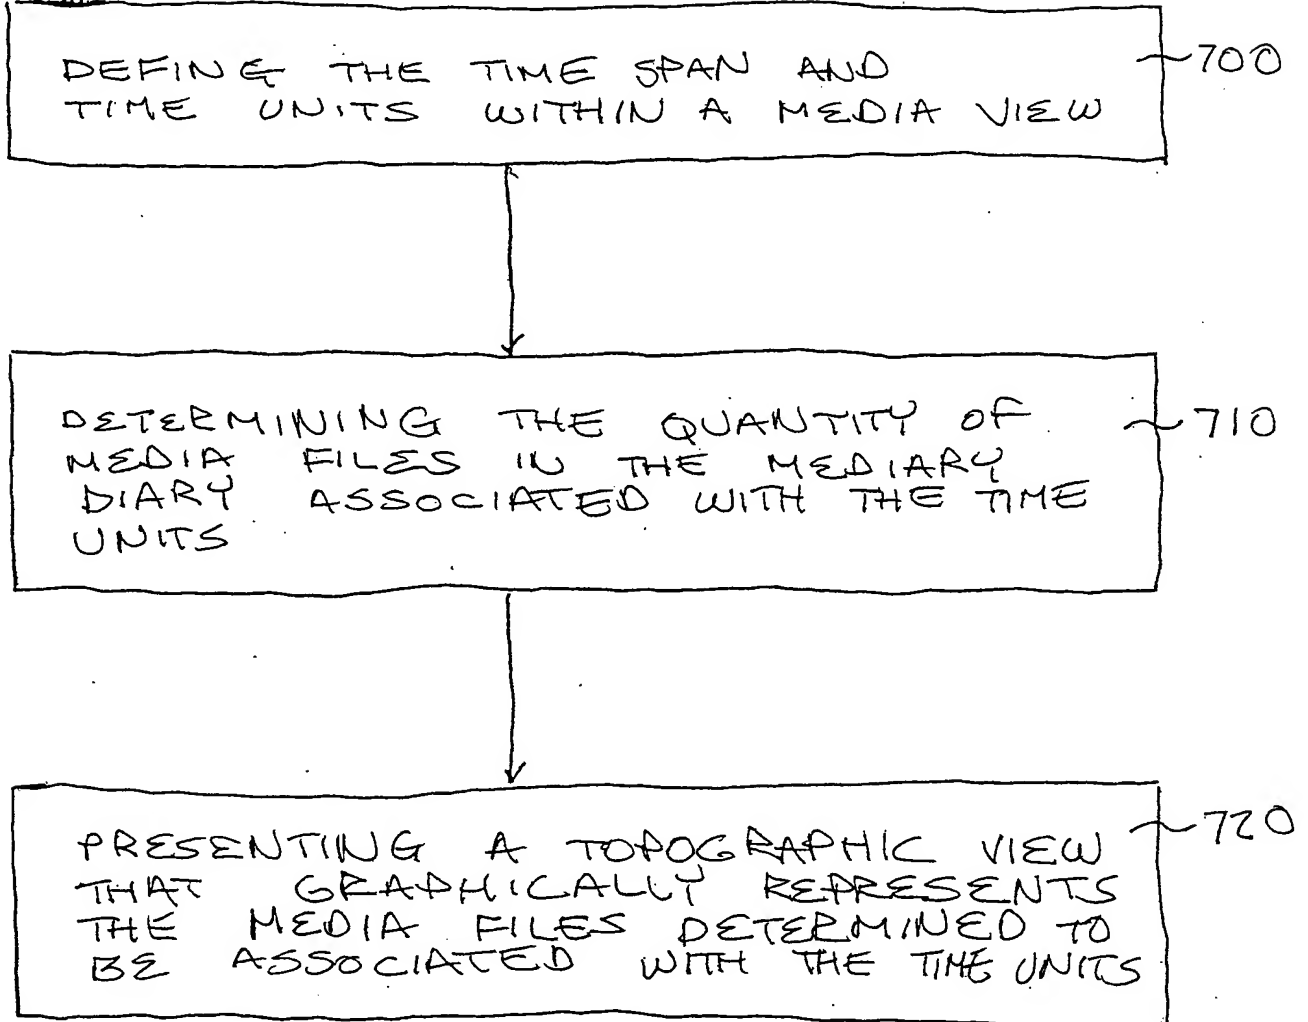 DEFINING THE TIME SPAN AND
TIME UNITS WITHIN A MEDIA VIEW
700
DETERMINING THE QUANTITY OF
MEDIA FILES IN THE MEDIARY
DIARY ASSOCIATED WITH THE TIME
UNITS
710
PRESENTING A TOPOGRAPHIC VIEW
THAT GRAPHICALLY REPRESENTS
THE MEDIA FILES DETERMINED TO
BE ASSOCIATED WITH THE TIME UNITS
720